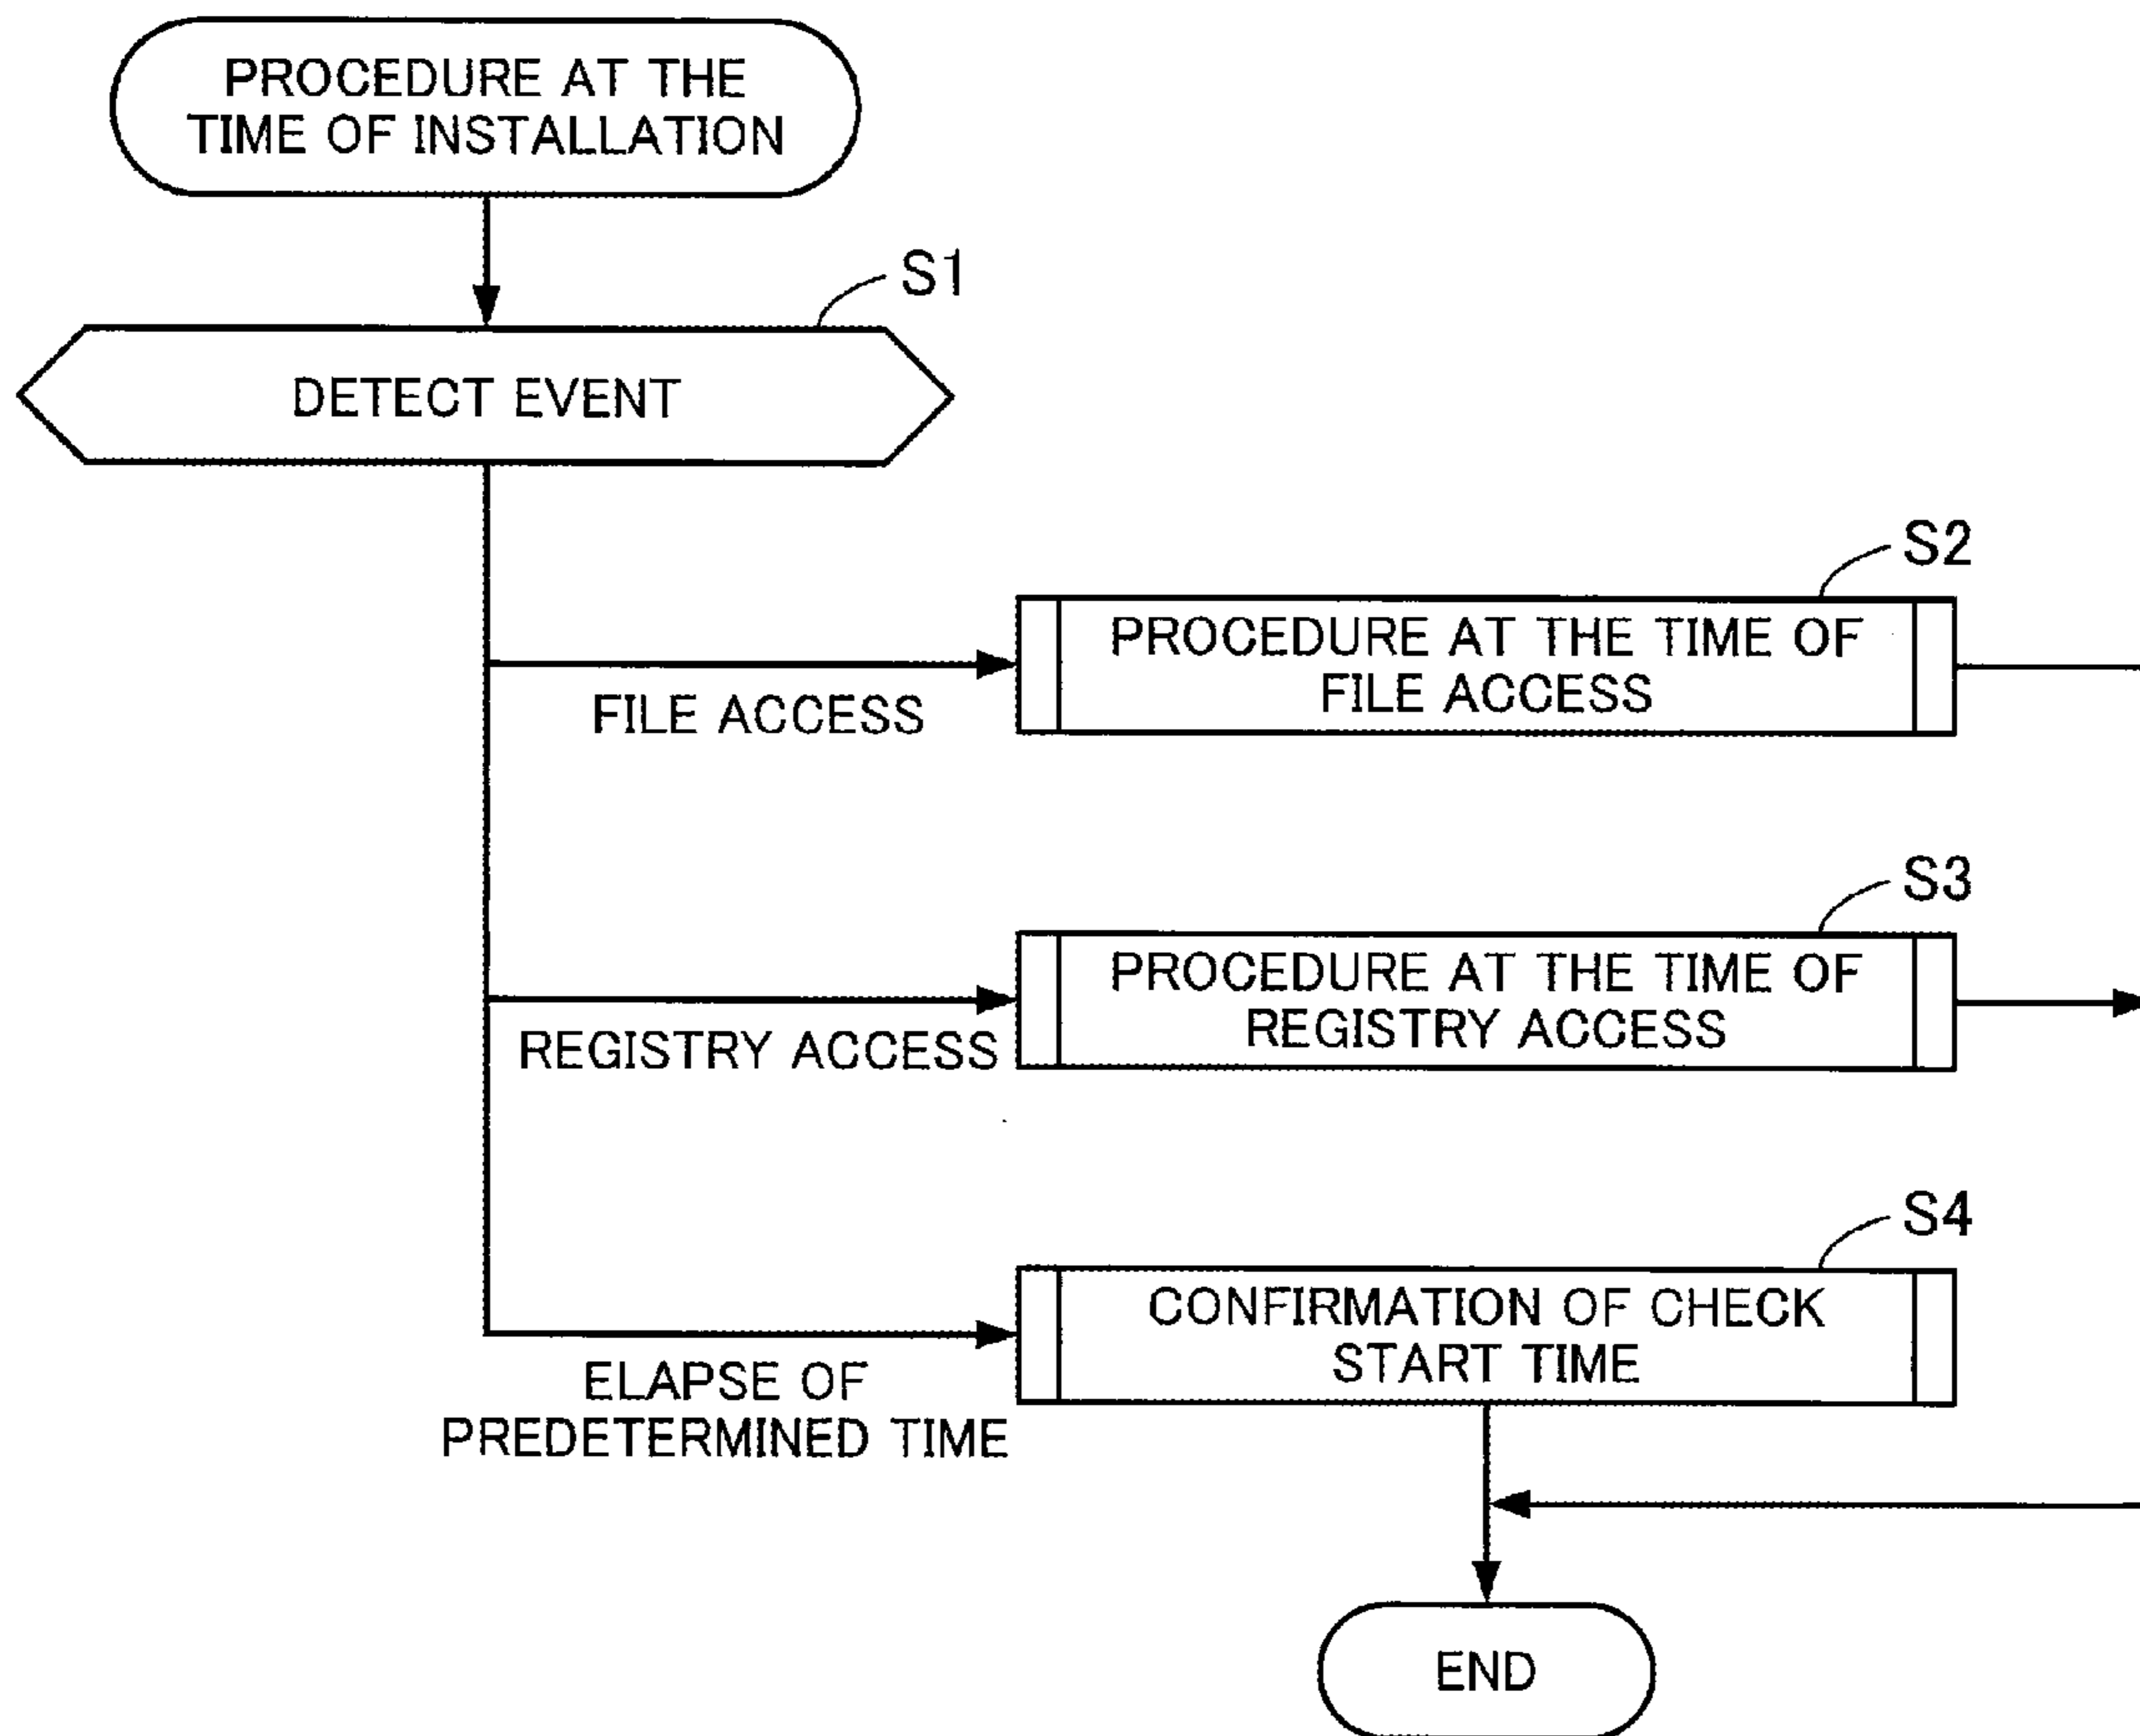 PROCEDURE AT THE
TIME OF INSTALLATION
S1
DETECT EVENT
S2
PROCEDURE AT THE TIME OF
FILE ACCESS
FILE ACCESS
S3
PROCEDURE AT THE TIME OF
REGISTRY ACCESS
REGISTRY ACCESS
S4
CONFIRMATION OF CHECK
START TIME
ELAPSE OF
PREDETERMINED TIME
END